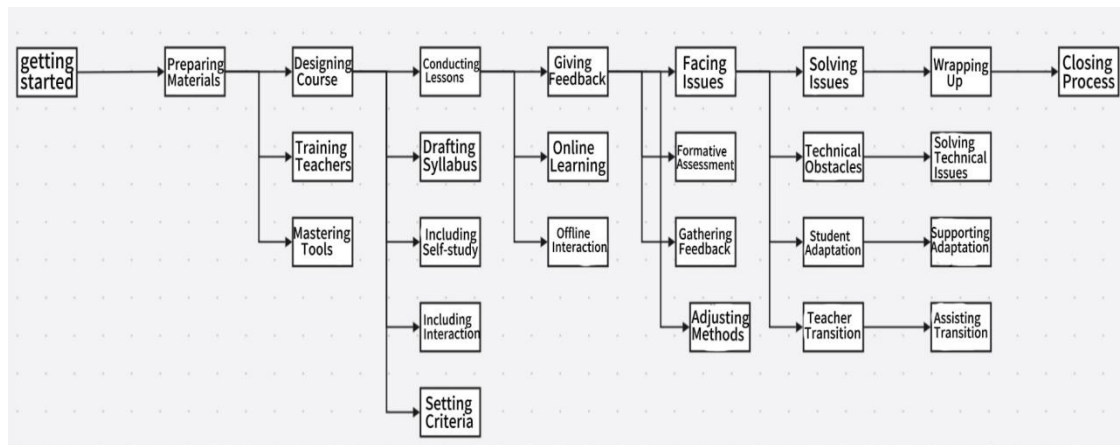 getting
started
Preparing
Materials
Designing
Course
Conducting
Lessons
Giving
Feedback
Facing
Issues
Solving
Issues
Wrapping
Up
Closing
Process
Training
Teachers
Drafting
Syllabus
Online
Learning
Formative
Assessment
Technical
Obstacles
Solving
Technical
Issues
Mastering
Tools
Including
Self-study
Offline
Interaction
Gathering
Feedback
Student
Adaptation
Supporting
Adaptation
Including
Interaction
Adjusting
Methods
Teacher
Transition
Assisting
Transition
Setting
Criteria